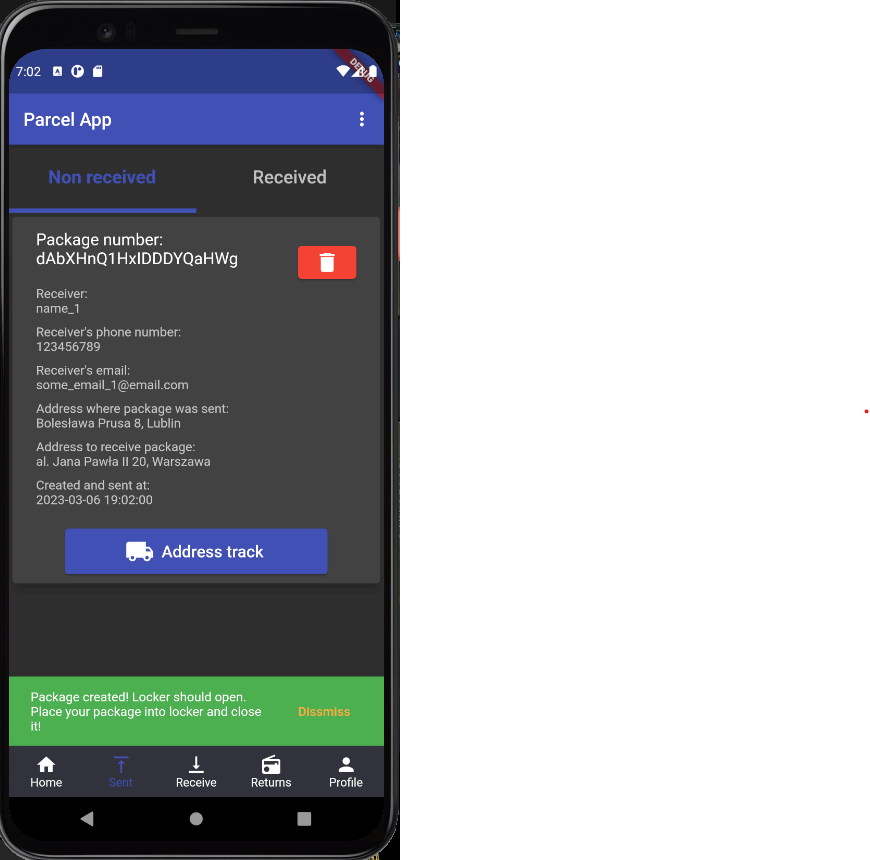 7:02
DEBUG
Parcel App
Non received
Received
Package number:
dAbXHnQ1HxIDDDYQaHWg
Receiver:
name_1
Receiver's phone number:
123456789
Receiver's email:
some_email_1@email.com
Address where package was sent:
Bolesława Prusa 8, Lublin
Address to receive package:
al. Jana Pawła II 20, Warszawa
Created and sent at:
2023-03-06 19:02:00
Address track
Package created! Locker should open.
Place your package into locker and close
it!
Dissmiss
Home
Sent
Receive
Returns
Profile